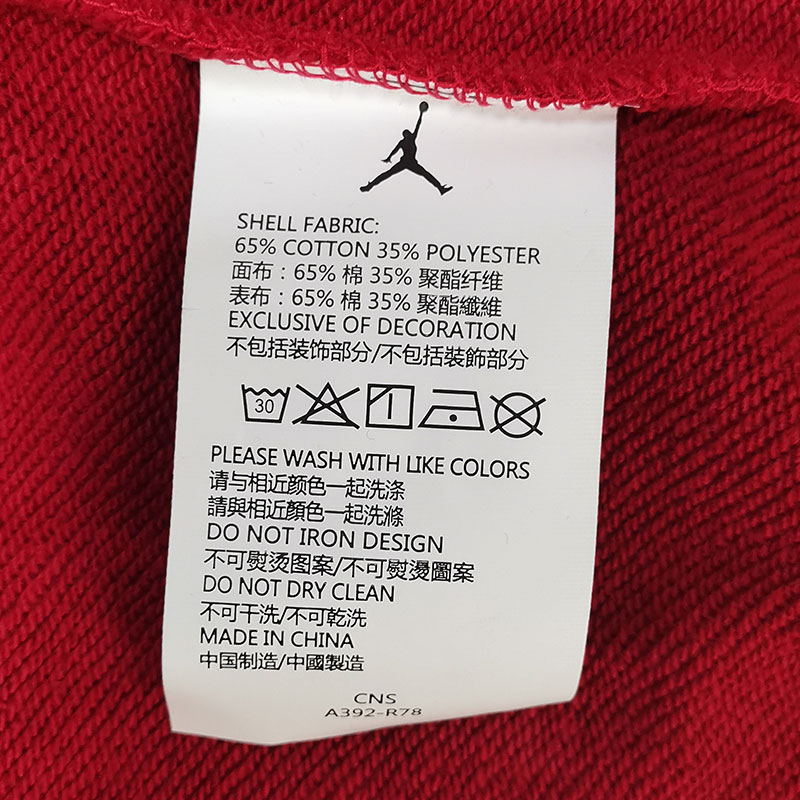 SHELL FABRIC:
65% COTTON 35% POLYESTER
面布：65% 棉 35% 聚酯纤维
表布：65% 棉 35% 聚酯纖維
EXCLUSIVE OF DECORATION
不包括装饰部分/不包括裝飾部分
30
PLEASE WASH WITH LIKE COLORS
请与相近颜色一起洗涤
請與相近顏色一起洗滌
DO NOT IRON DESIGN
不可熨烫图案/不可熨燙圖案
DO NOT DRY CLEAN
不可干洗/不可乾洗
MADE IN CHINA
中国制造/中國製造
CNS
A392-R78